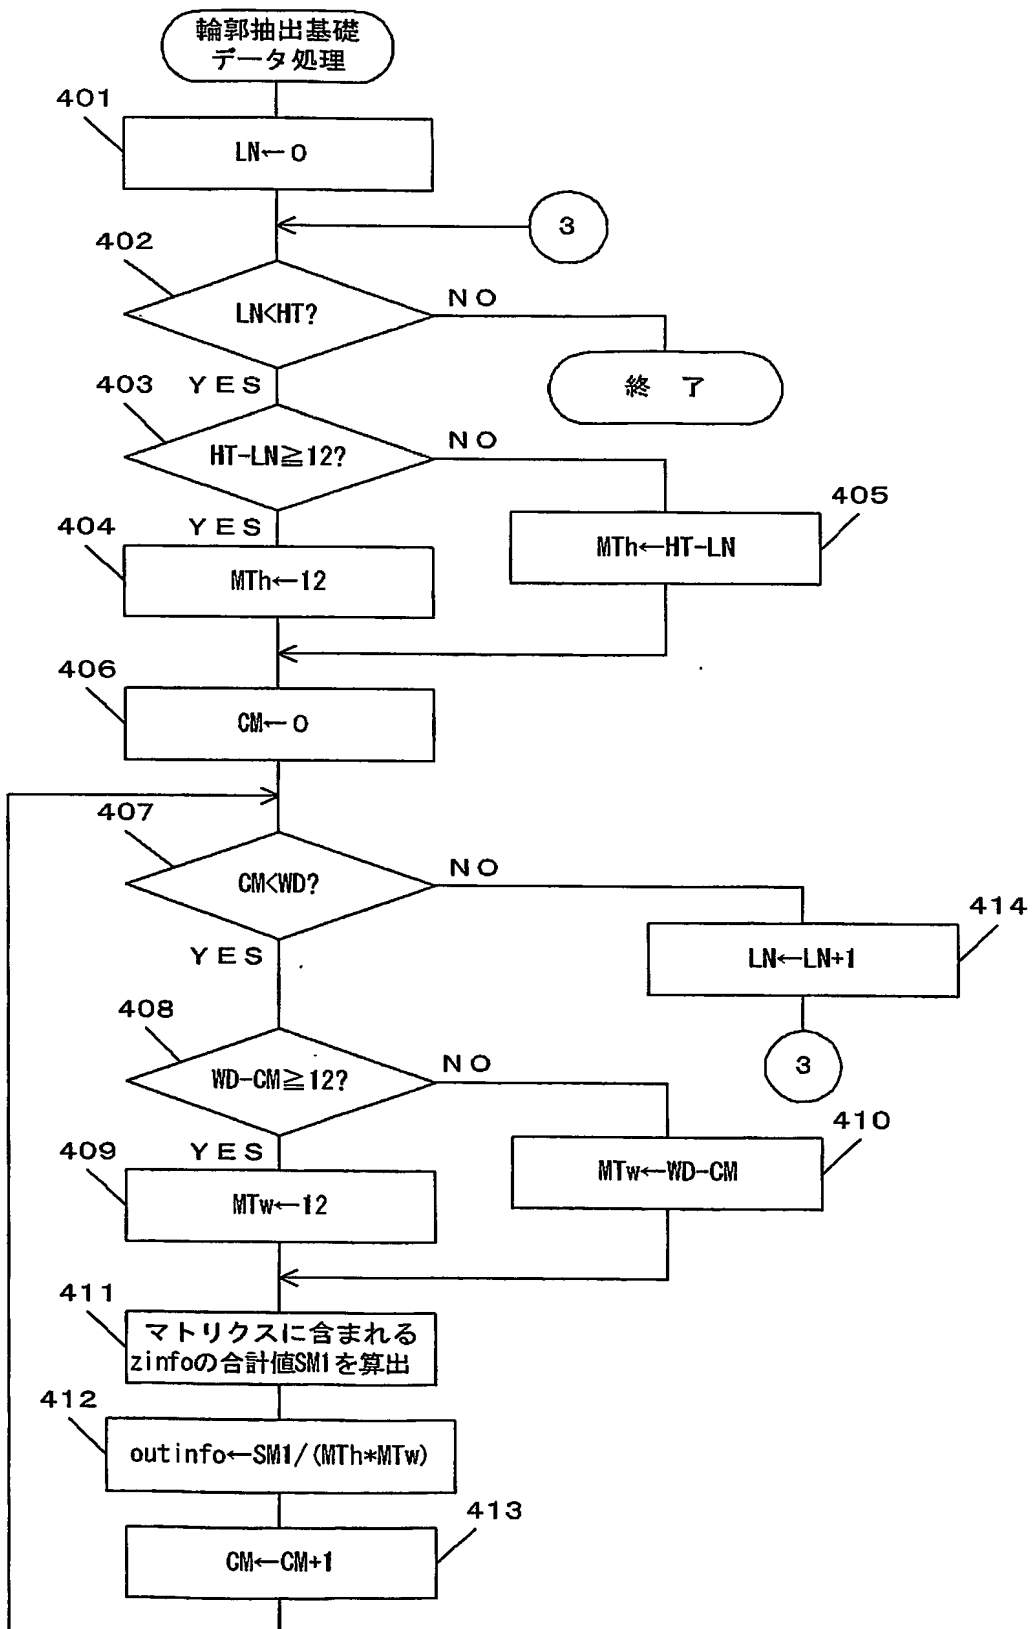 輪郭抽出基礎
データ処理
401
LN←0
3
402
LN<HT?
NO
終 了
403
YES
HT-LN≧12?
NO
405
MTh←HT-LN
404
YES
MTh←12
406
CM←0
407
CM<WD?
NO
414
LN←LN+1
3
YES
408
WD-CM≧12?
NO
410
MTw←WD-CM
409
YES
MTw←12
411
マトリクスに含まれる
zinfoの合計値SM1を算出
412
outinfo←SM1/(MTh*MTw)
413
CM←CM+1